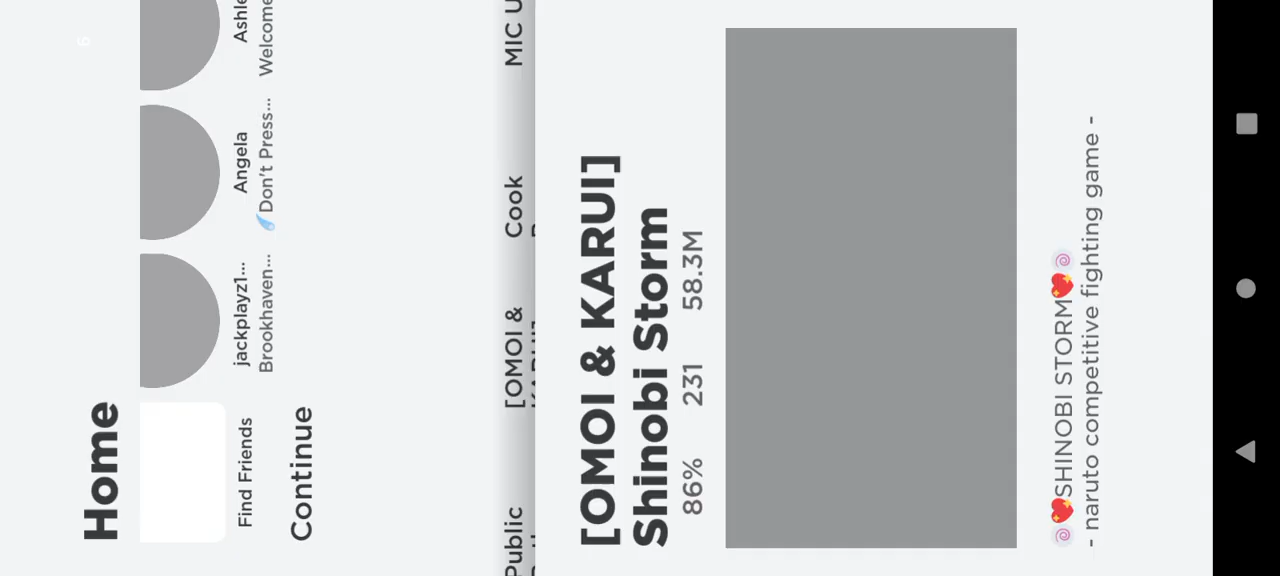 6
Home
Find Friends
jackplayz1...
Brookhaven...
Angela
💧Don't Press...
Ashle
Welcome
Continue
Public
[OMOI &
Cook
MIC U
[OMOI & KARUI]
Shinobi Storm
86% 231 58.3M
🍥💖SHINOBI STORM💖🍥
- naruto competitive fighting game -